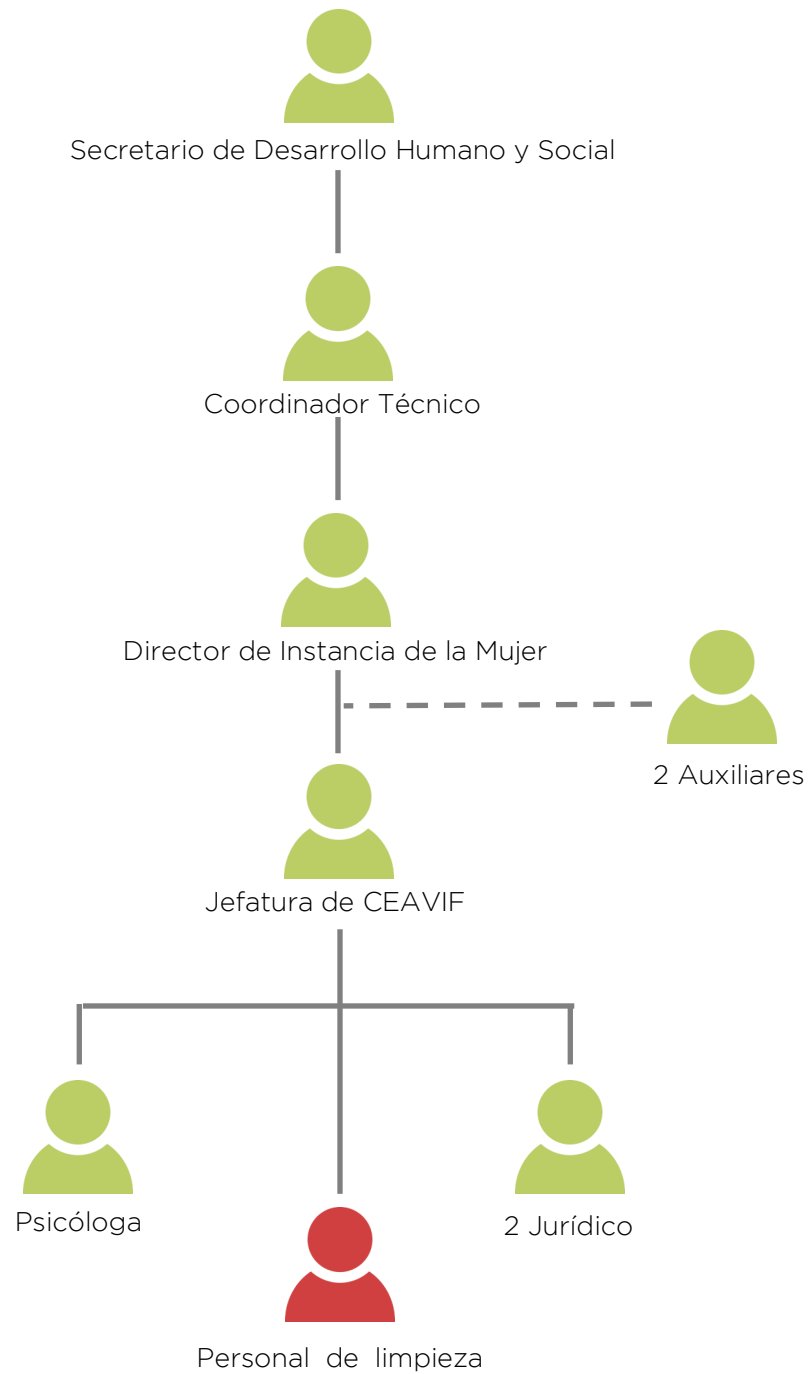 Secretario de Desarrollo Humano y Social
Coordinador Técnico
Director de Instancia de la Mujer
2 Auxiliares
Jefatura de CEAVIF
Psicóloga
2 Jurídico
Personal de limpieza